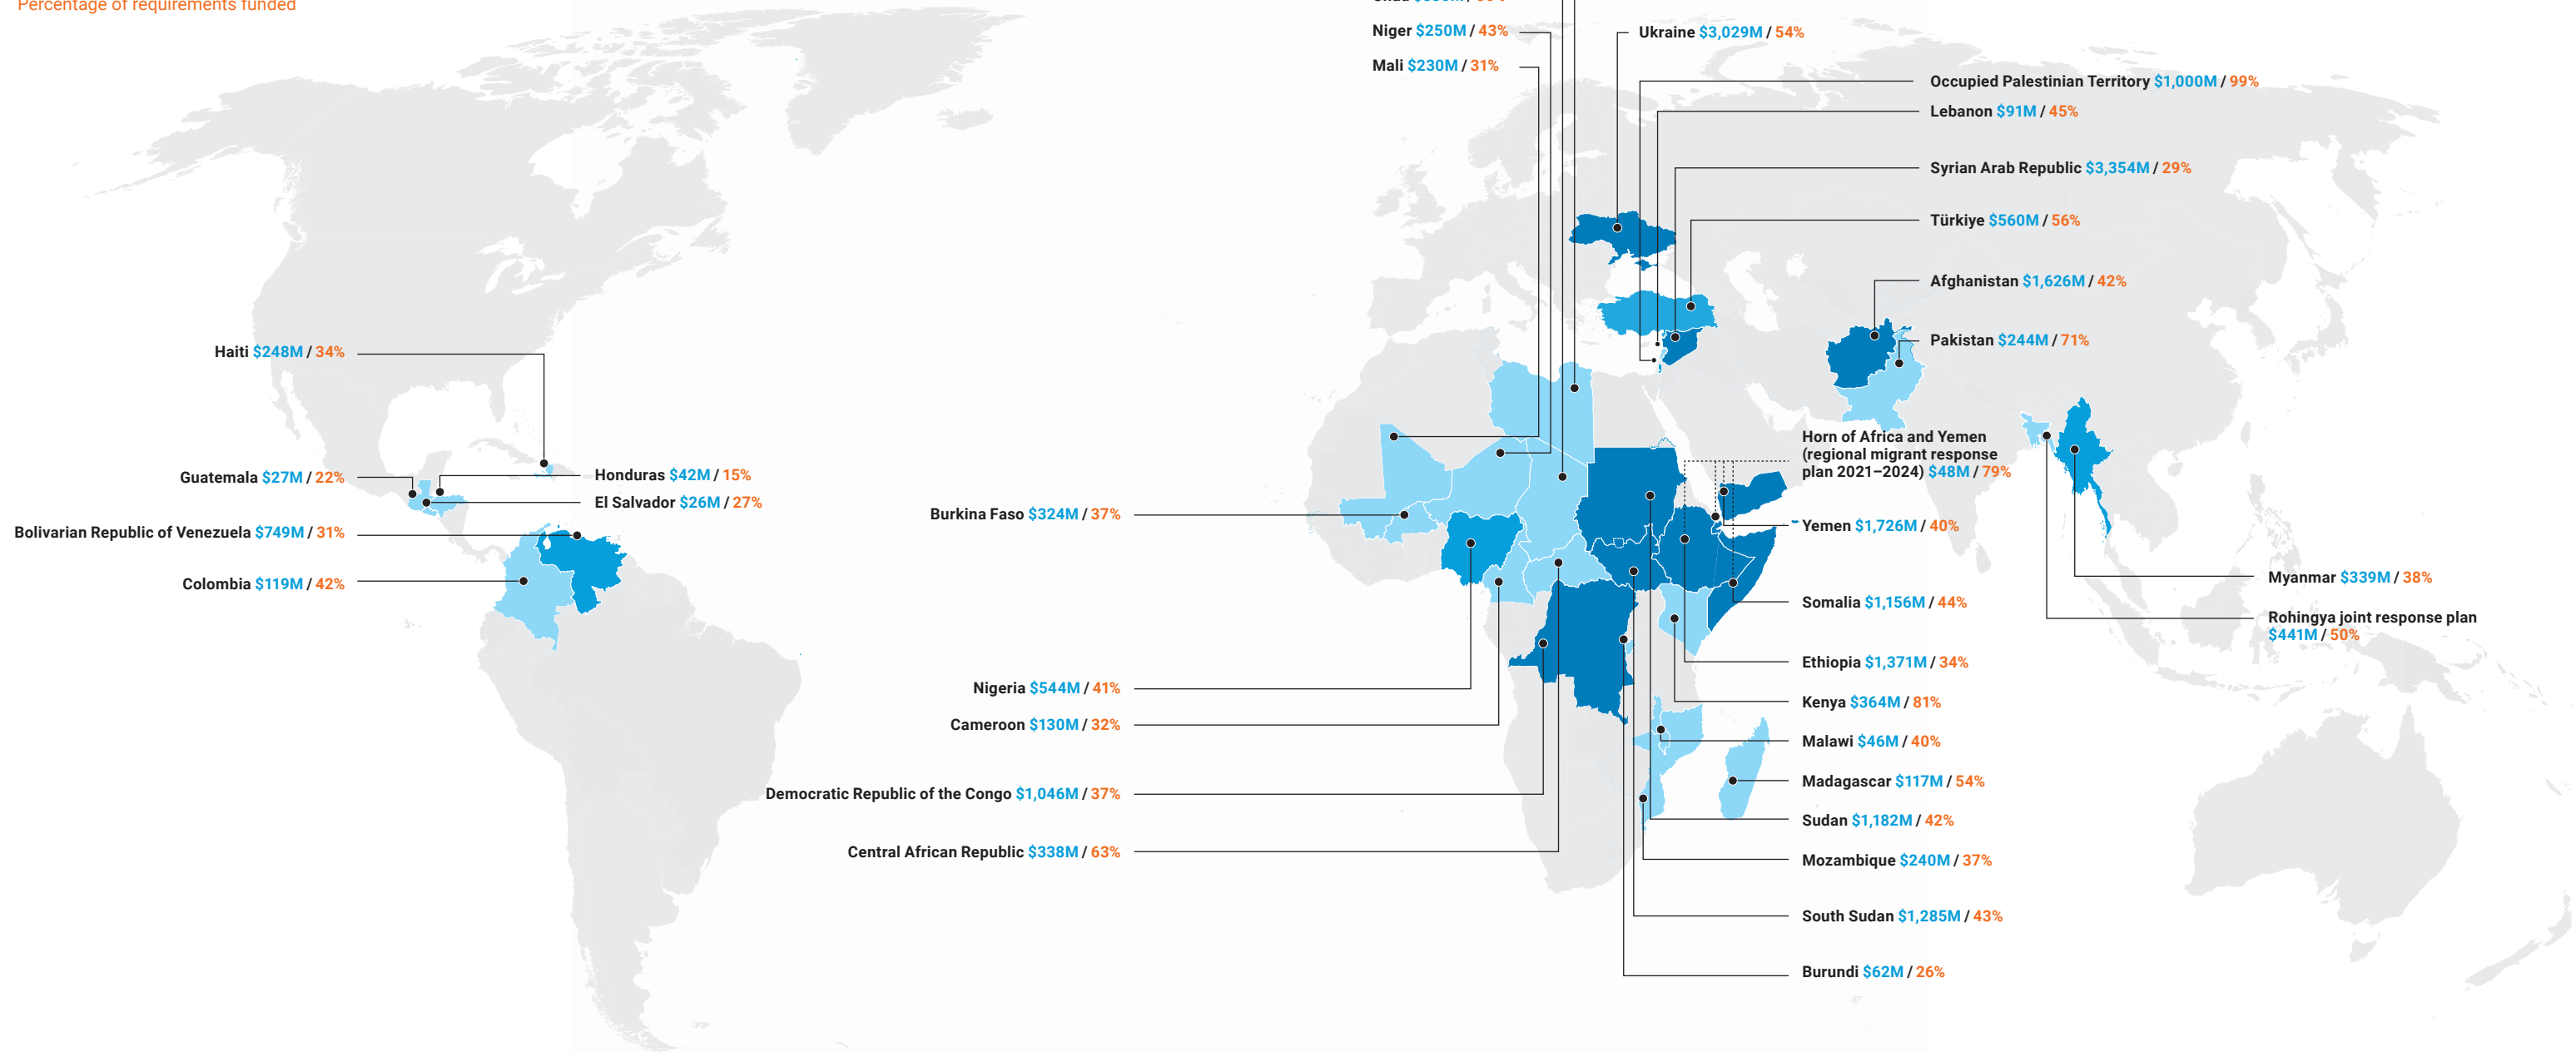 Percentage of requirements funded
Niger $250M / 43%
Mali $230M / 31%
Ukraine $3,029M / 54%
Occupied Palestinian Territory $1,000M / 99%
Lebanon $91M / 45%
Syrian Arab Republic $3,354M / 29%
Türkiye $560M / 56%
Afghanistan $1,626M / 42%
Pakistan $244M / 71%
Haiti $248M / 34%
Guatemala $27M / 22%
Honduras $42M / 15%
El Salvador $26M / 27%
Bolivarian Republic of Venezuela $749M / 31%
Colombia $119M / 42%
Burkina Faso $324M / 37%
Nigeria $544M / 41%
Cameroon $130M / 32%
Democratic Republic of the Congo $1,046M / 37%
Central African Republic $338M / 63%
Horn of Africa and Yemen
(regional migrant response
plan 2021–2024) $48M / 79%
Yemen $1,726M / 40%
Somalia $1,156M / 44%
Ethiopia $1,371M / 34%
Kenya $364M / 81%
Malawi $46M / 40%
Madagascar $117M / 54%
Sudan $1,182M / 42%
Mozambique $240M / 37%
South Sudan $1,285M / 43%
Burundi $62M / 26%
Myanmar $339M / 38%
Rohingya joint response plan
$441M / 50%